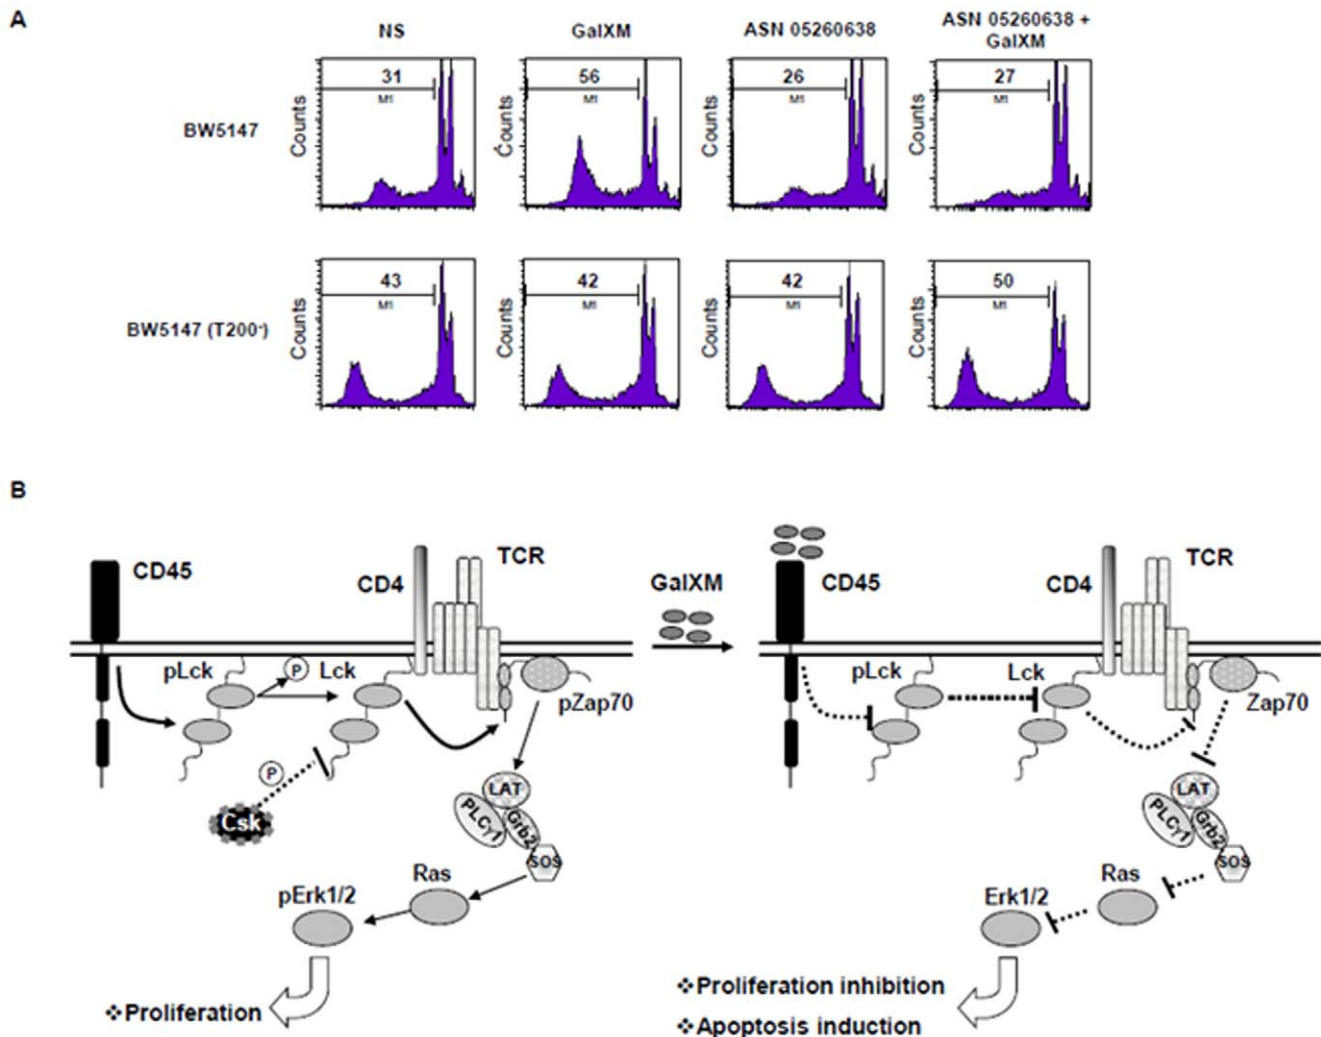 A
NS
GalXM
ASN 05260638
ASN 05260638 +
GalXM
BW5147
Counts
31
M1
Counts
56
M1
Counts
26
M1
Counts
27
M1
BW5147 (T200-)
Counts
43
M1
Counts
42
M1
Counts
42
M1
Counts
50
M1
B
CD45
CD4
TCR
pLck
P
Lck
pZap70
P
Csk
LAT
PLCγ1
Grb2
SOS
Ras
pErk1/2
❖Proliferation
GalXM
CD45
CD4
TCR
pLck
Lck
Zap70
LAT
PLCγ1
Grb2
SOS
Ras
Erk1/2
❖Proliferation inhibition
❖Apoptosis induction